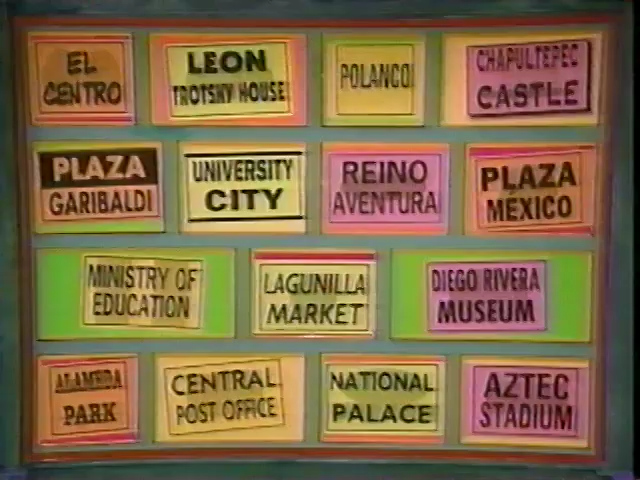 EL
CENTRO
LEON
TROTSKY HOUSE
POLANCO
CHAPULTEPEC
CASTLE
PLAZA
GARIBALDI
UNIVERSITY
CITY
REINO
AVENTURA
PLAZA
MÉXICO
MINISTRY OF
EDUCATION
LAGUNILLA
MARKET
DIEGO RIVERA
MUSEUM
ALAMEDA
PARK
CENTRAL
POST OFFICE
NATIONAL
PALACE
AZTEC
STADIUM